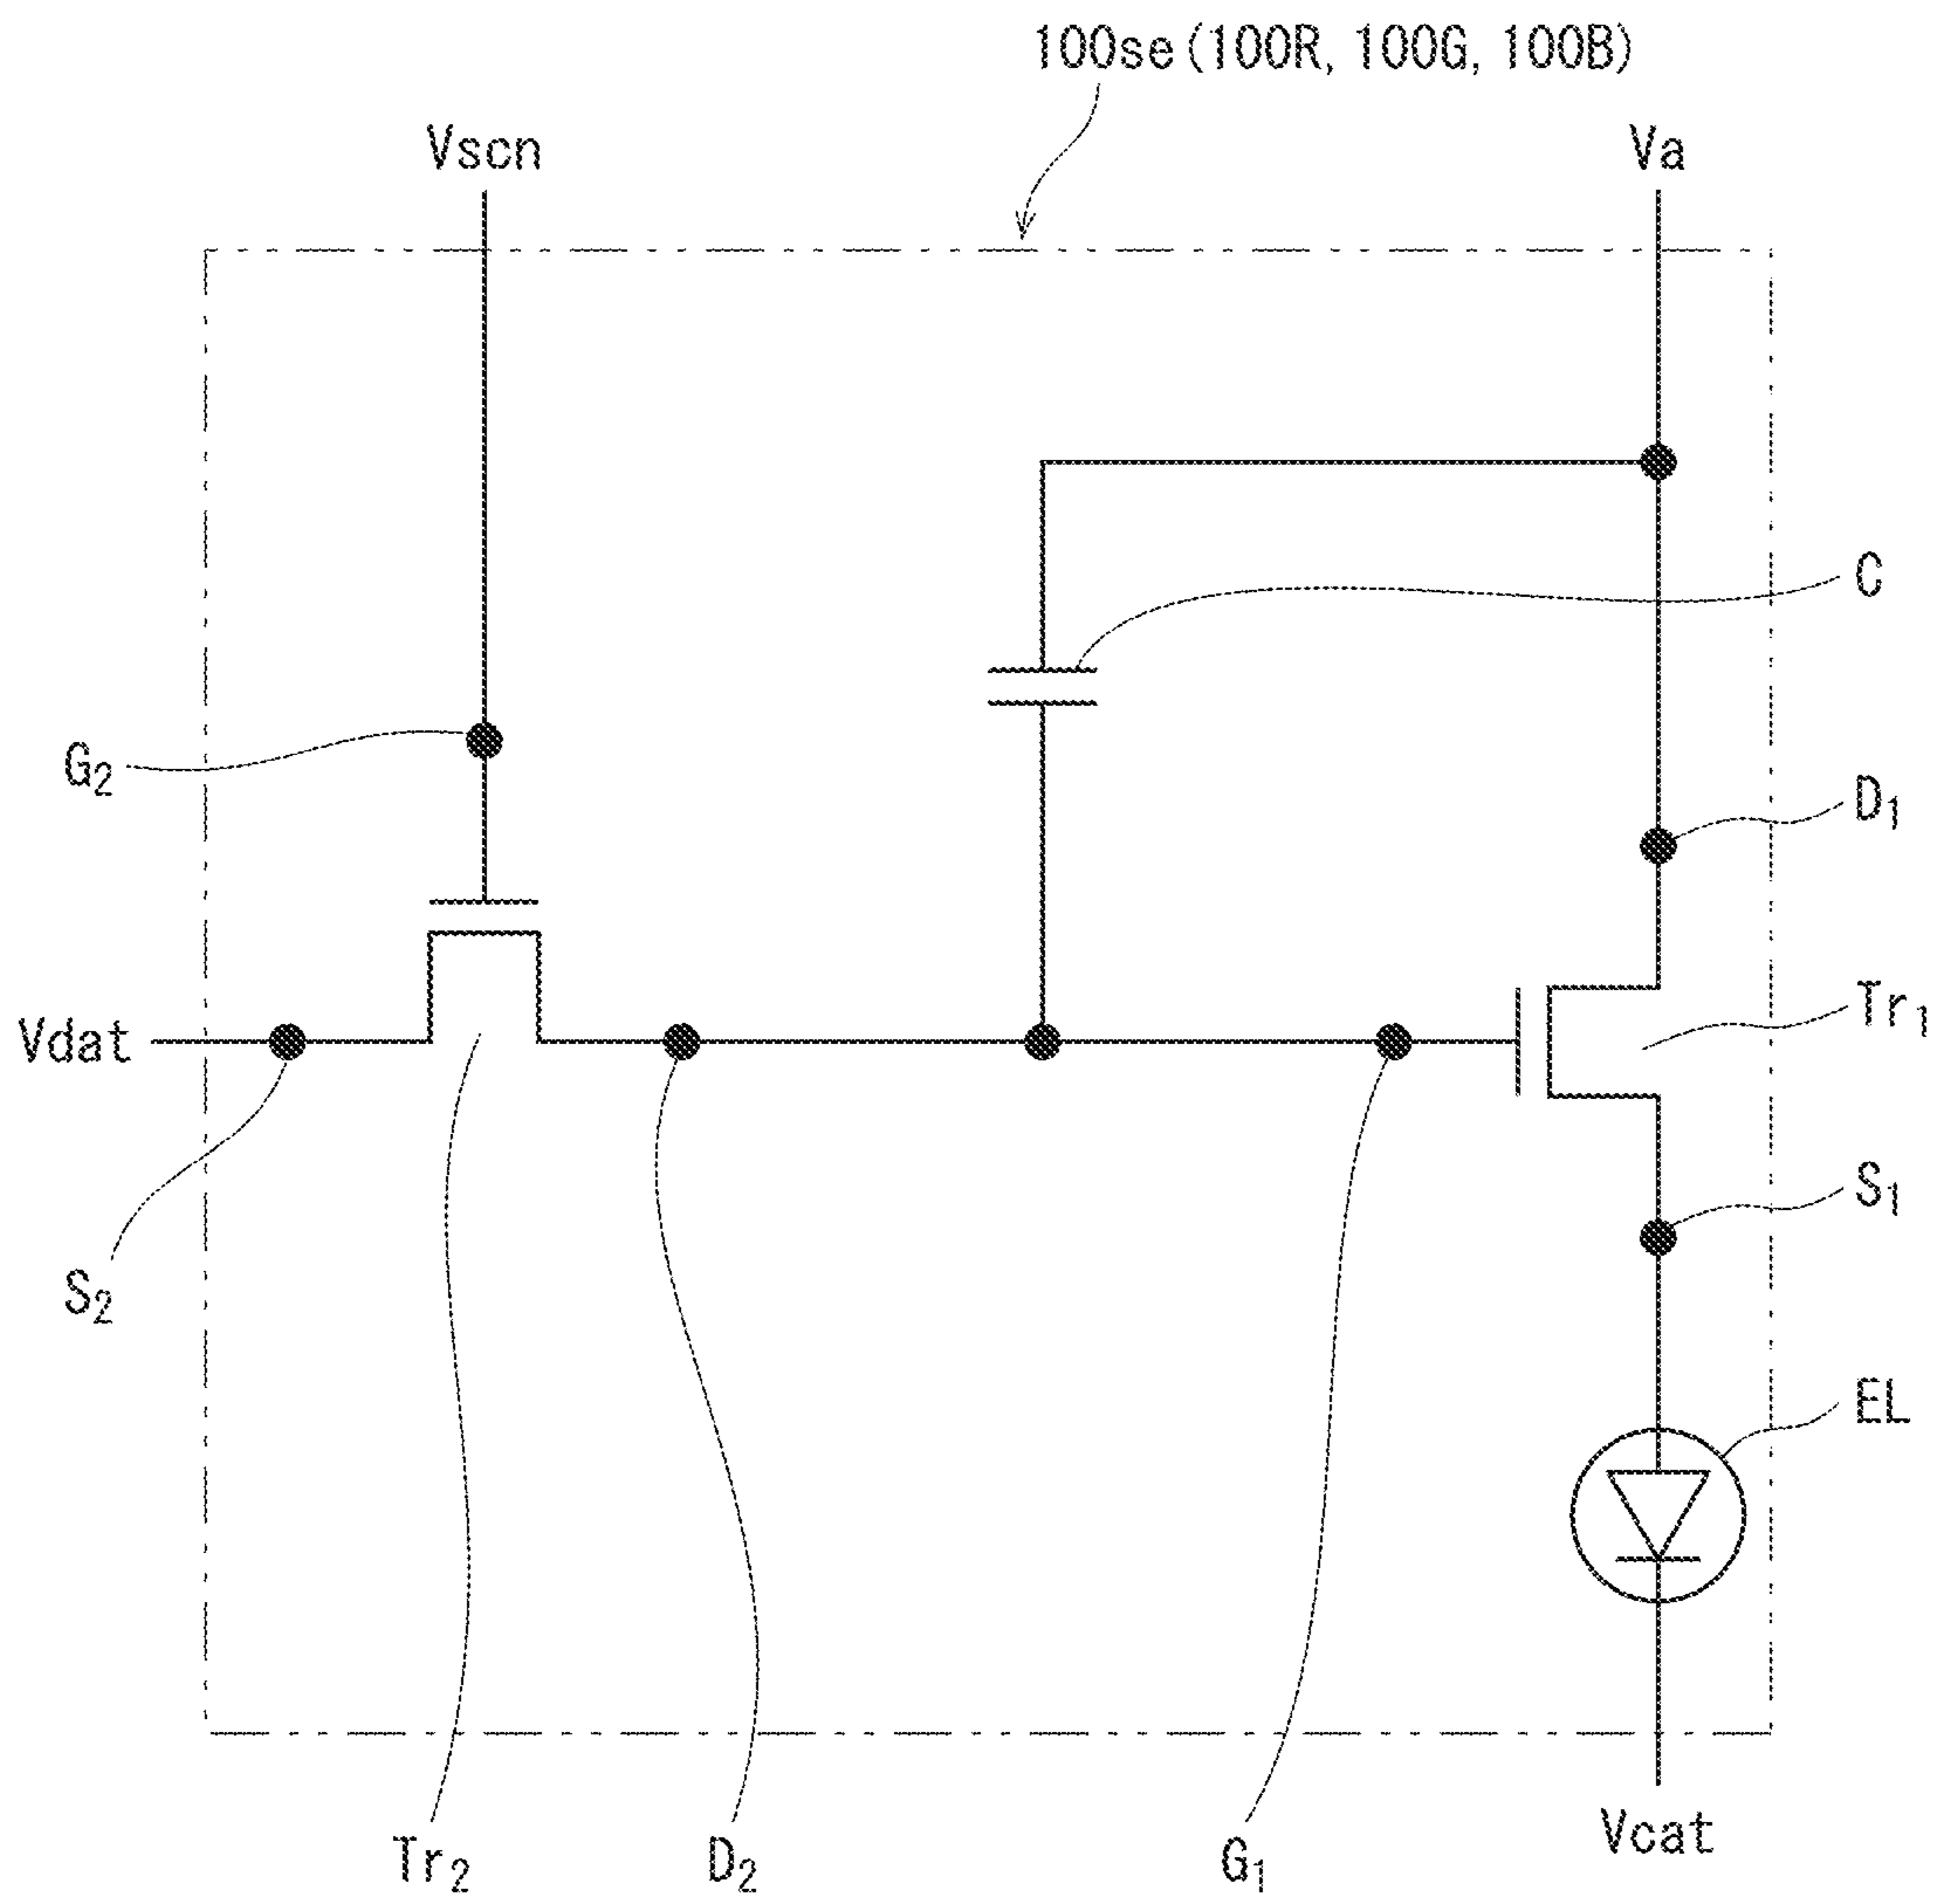 100se(100R, 100G, 100B)
Vscn
Va
C
G2
D1
Tr1
Vdat
S1
S2
EL
Vcat
Tr2
D2
G1